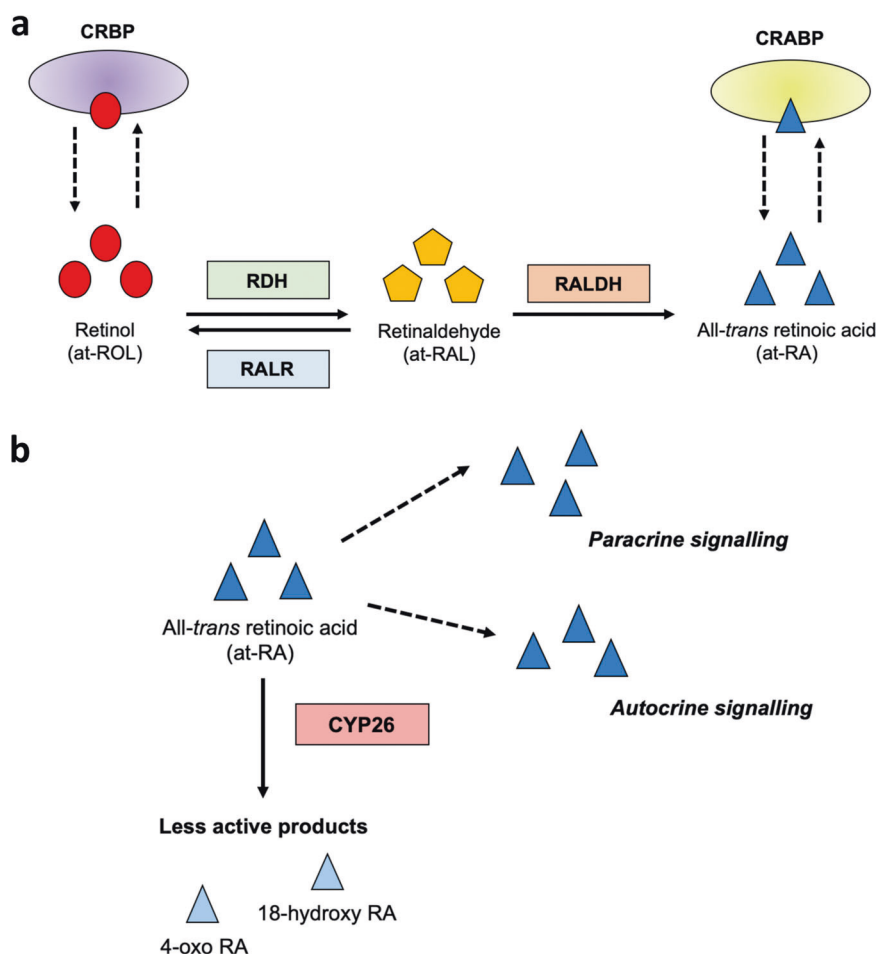 a
CRBP
CRABP
RDH
RALDH
Retinol
(at-ROL)
Retinaldehyde
(at-RAL)
All-trans retinoic acid
(at-RA)
RALR
b
Paracrine signalling
All-trans retinoic acid
(at-RA)
Autocrine signalling
CYP26
Less active products
18-hydroxy RA
4-oxo RA